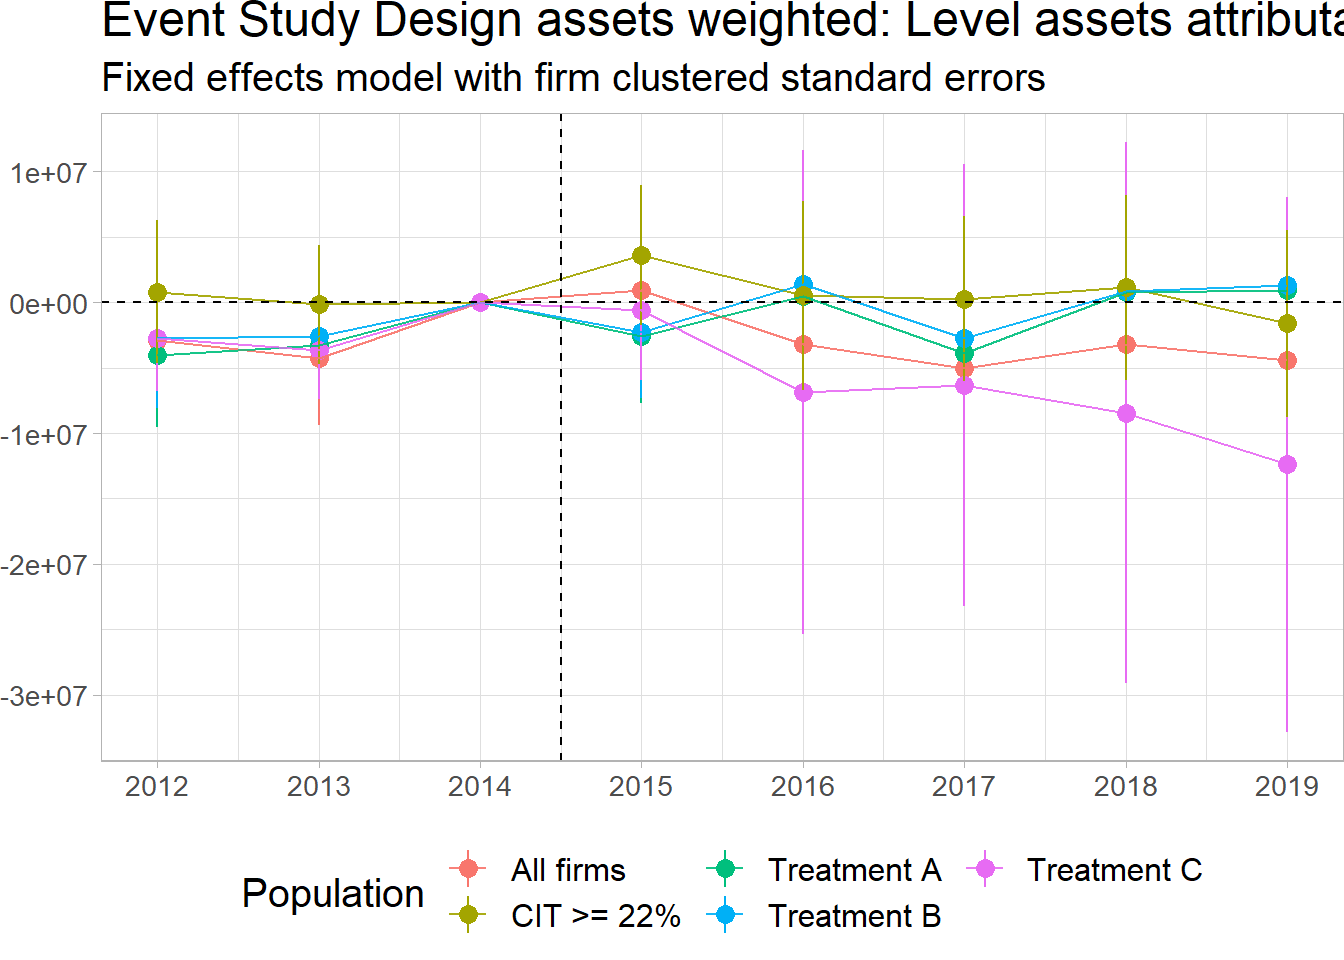 Event Study Design assets weighted: Level assets
Fixed effects model with firm clustered standard errors
1e+07
0e+00
-1e+07
-2e+07
-3e+07
2012 2013 2014 2015 2016 2017 2018 2019
Population
All firms Treatment A Treatment C
CIT >= 22% Treatment B